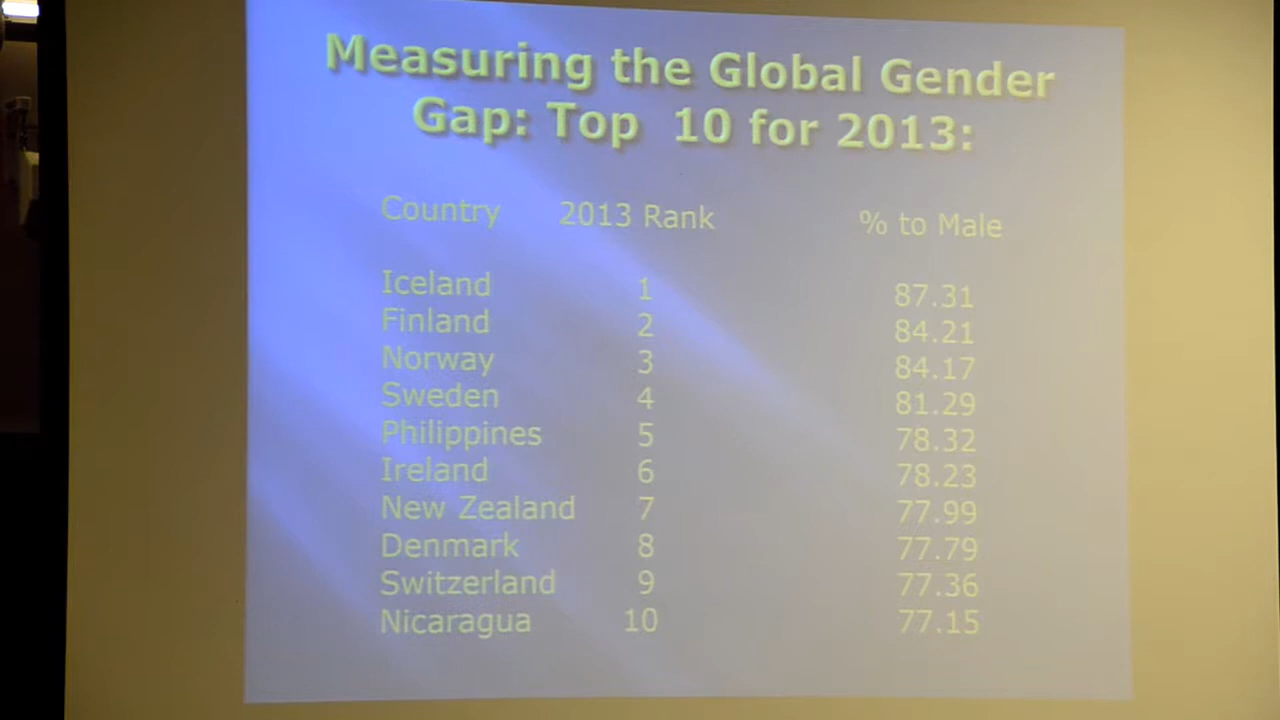 Measuring the Global Gender
Gap: Top 10 for 2013:
Country 2013 Rank % to Male
Iceland 1 87.31
Finland 2 84.21
Norway 3 84.17
Sweden 4 81.29
Philippines 5 78.32
Ireland 6 78.23
New Zealand 7 77.99
Denmark 8 77.79
Switzerland 9 77.36
Nicaragua 10 77.15